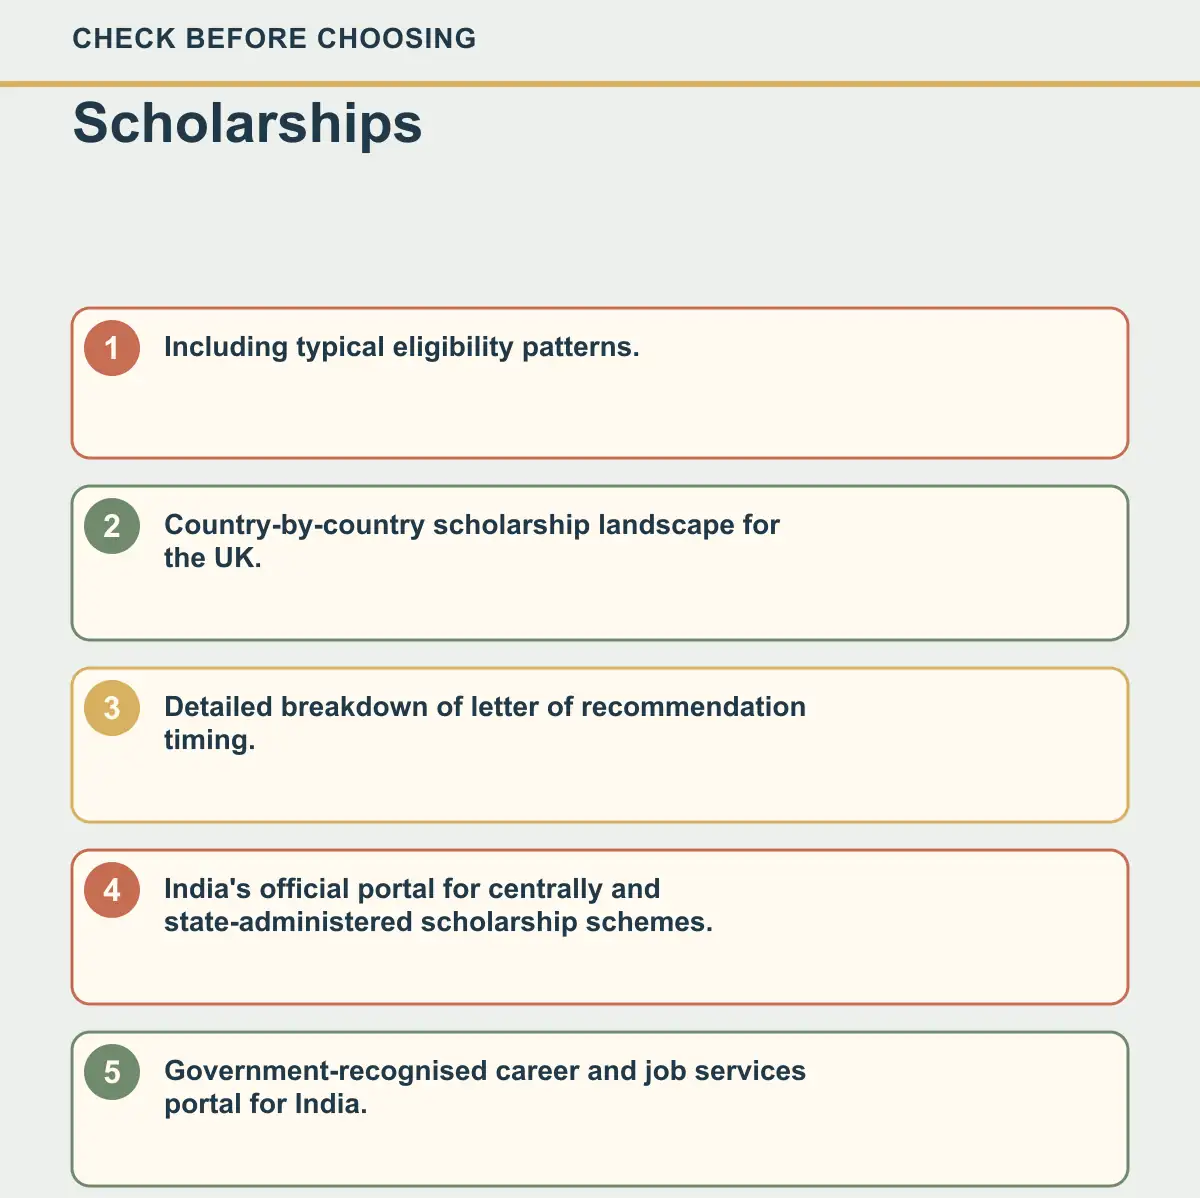 CHECK BEFORE CHOOSING
Scholarships
1 Including typical eligibility patterns.
2 Country-by-country scholarship landscape for
the UK.
3 Detailed breakdown of letter of recommendation
timing.
4 India's official portal for centrally and
state-administered scholarship schemes.
5 Government-recognised career and job services
portal for India.